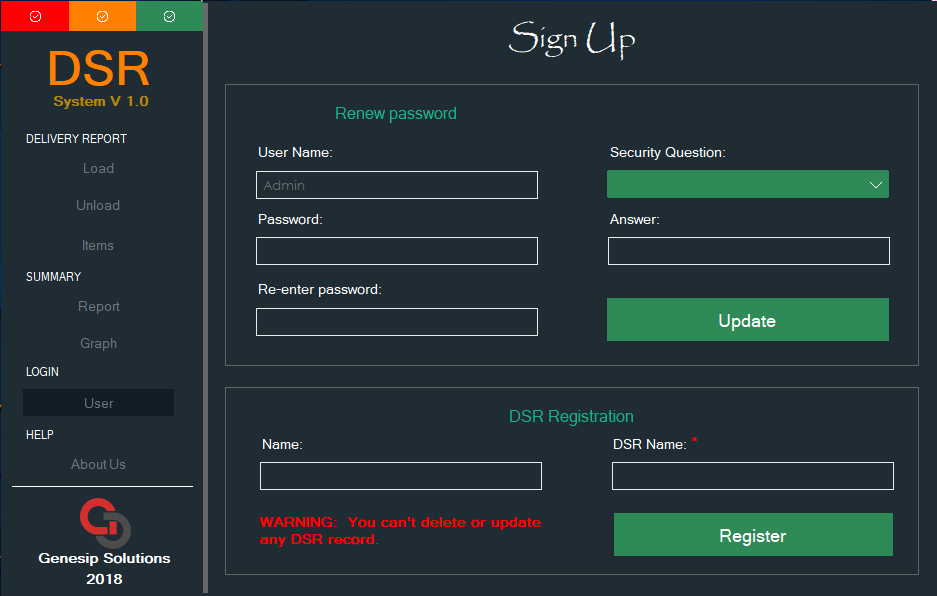 DSR
System V 1.0
DELIVERY REPORT
Load
Unload
Items
SUMMARY
Report
Graph
LOGIN
User
HELP
About Us
Genesip Solutions
2018
Sign Up
Renew password
User Name:
Admin
Password:
Re-enter password:
Security Question:
Answer:
Update
DSR Registration
Name:
DSR Name: *
WARNING: You can't delete or update
any DSR record.
Register